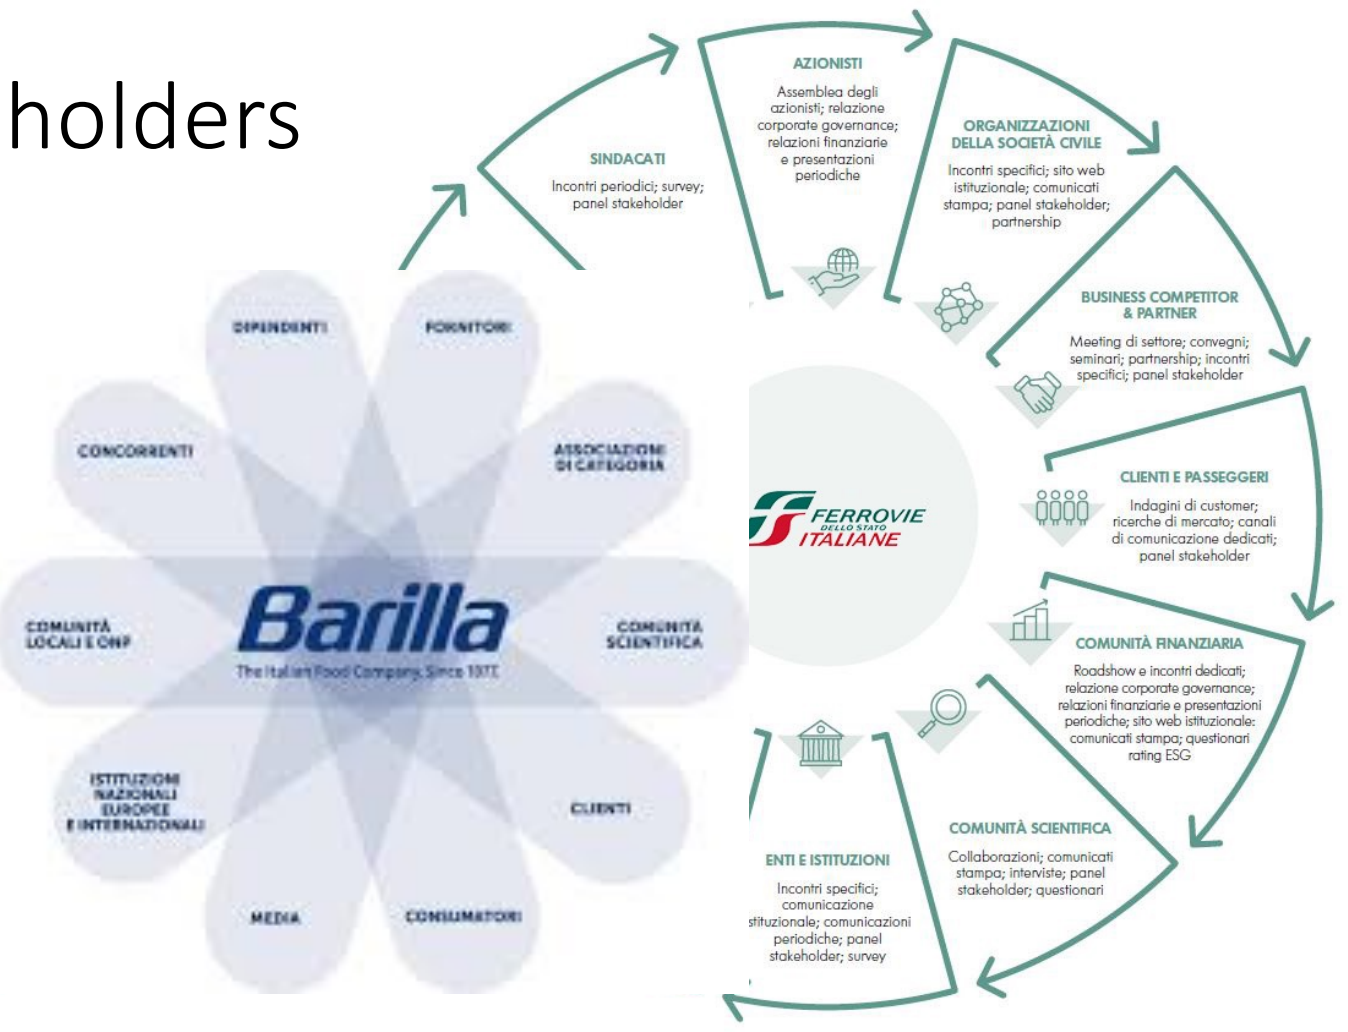 holders
SINDACATI
Incontri periodici; survey;
panel stakeholder
AZIONISTI
Assemblea degli
azionisti; relazione
corporate governance;
relazioni finanziarie
e presentazioni
periodiche
ORGANIZZAZIONI
DELLA SOCIETÀ CIVILE
Incontri specifici; sito web
istituzionale; comunicati
stampa; panel stakeholder;
partnership
BUSINESS COMPETITOR
& PARTNER
Meeting di settore; convegni;
seminari; partnership; incontri
specifici; panel stakeholder
CLIENTI E PASSEGGERI
Indagini di customer;
ricerche di mercato; canali
di comunicazione dedicati;
panel stakeholder
COMUNITÀ FINANZIARIA
Roadshow e incontri dedicati;
relazione corporate governance;
relazioni finanziarie e presentazioni
periodiche; sito web istituzionale:
comunicati stampa; questionari
rating ESG
COMUNITÀ SCIENTIFICA
Collaborazioni; comunicati
stampa; interviste; panel
stakeholder; questionari
ENTI E ISTITUZIONI
Incontri specifici;
comunicazione
stituzionale; comunicazioni
periodiche; panel
stakeholder; survey
FERROVIE
DELLO STATO
ITALIANE
DIPENDENTI
FORNITORI
CONCORRENTI
ASSOCIAZIONI
DI CATEGORIA
COMUNITÀ
LOCALI E ONP
Barilla
The Italian Food Company. Since 1877.
COMUNITÀ
SCIENTIFICA
ISTITUZIONI
NAZIONALI
EUROPEE
E INTERNAZIONALI
CLIENTI
MEDIA
CONSUMATORI